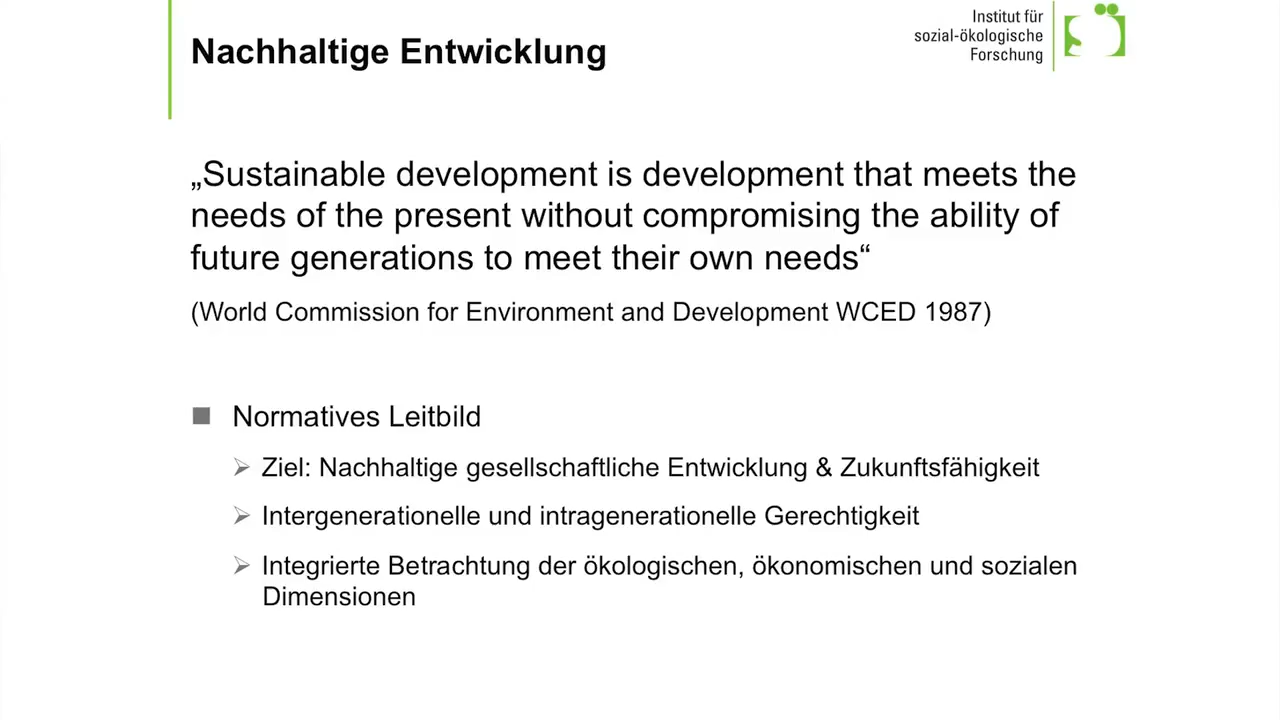 Nachhaltige Entwicklung
Institut für
sozial-ökologische
Forschung
„Sustainable development is development that meets the
needs of the present without compromising the ability of
future generations to meet their own needs“
(World Commission for Environment and Development WCED 1987)
Normatives Leitbild
Ziel: Nachhaltige gesellschaftliche Entwicklung & Zukunftsfähigkeit
Intergenerationelle und intragenerationelle Gerechtigkeit
Integrierte Betrachtung der ökologischen, ökonomischen und sozialen
Dimensionen